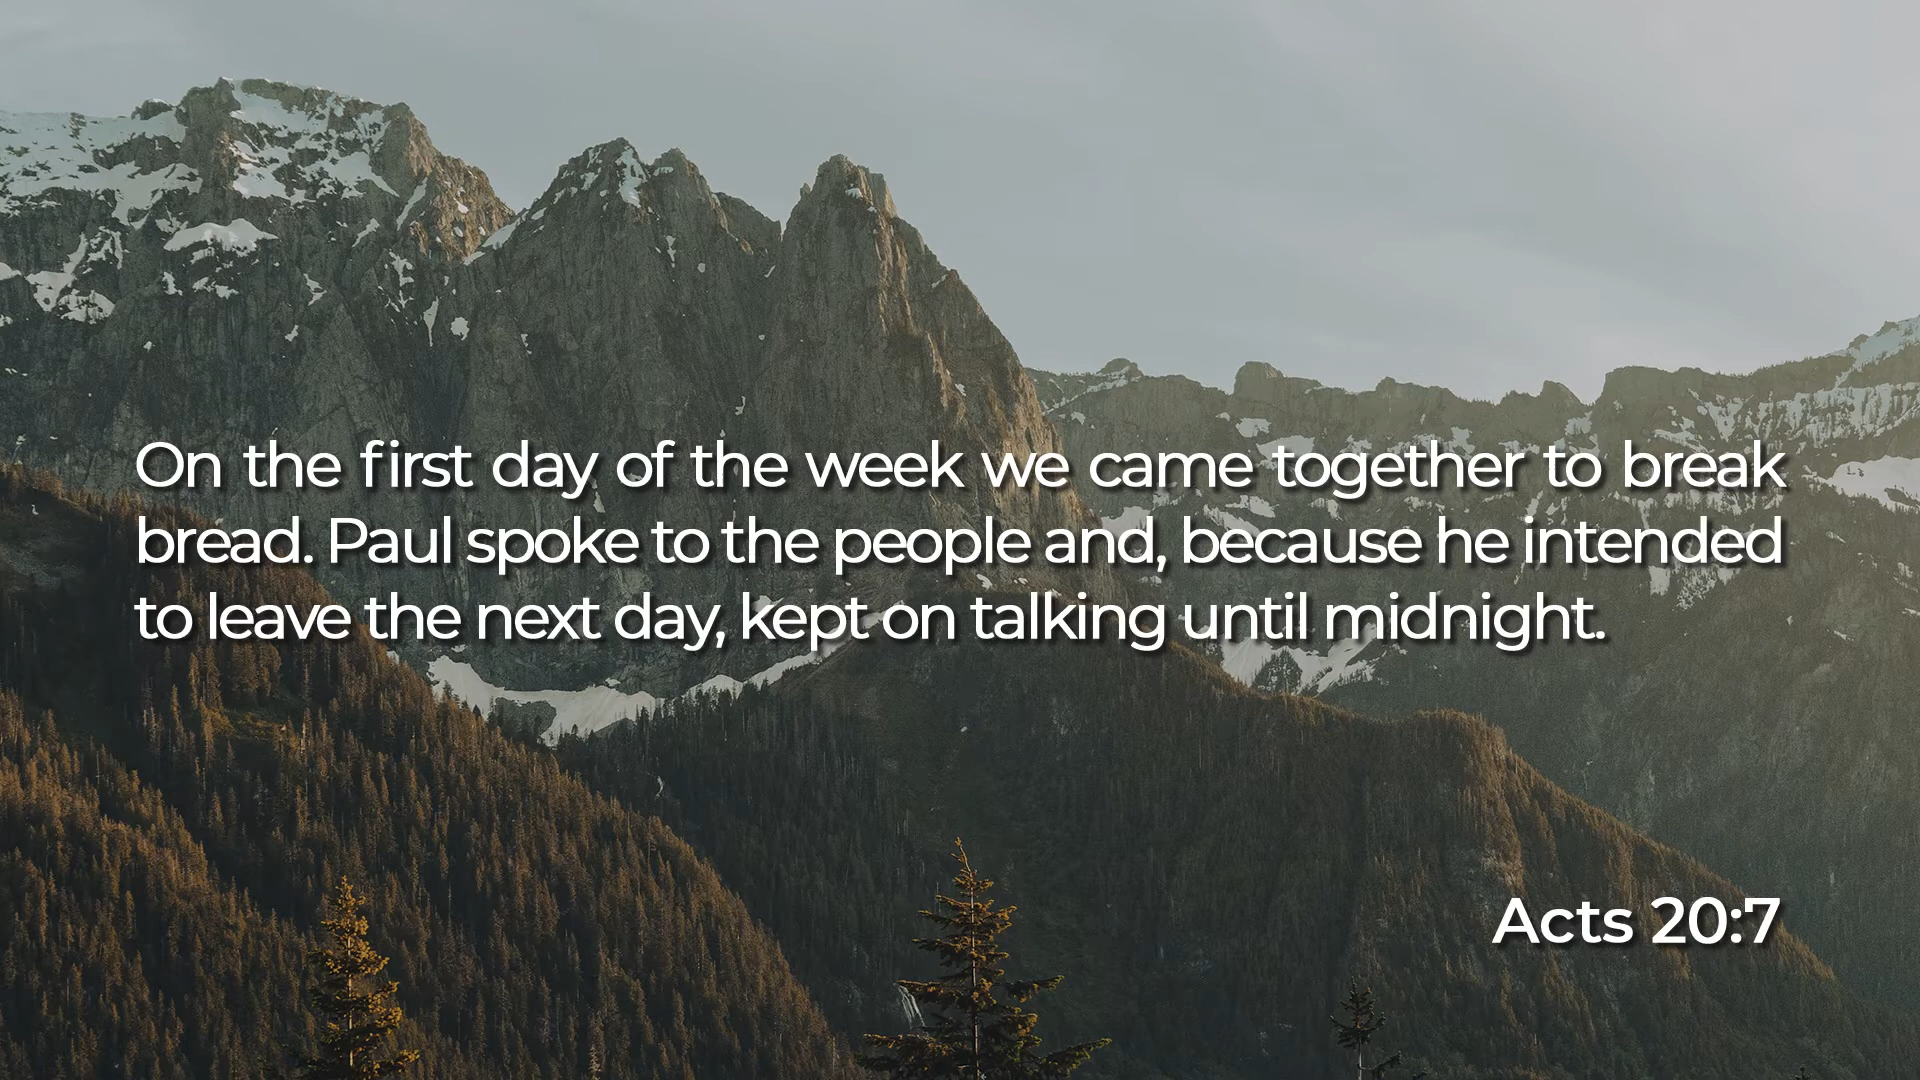 On the first day of the week we came together to break
bread. Paul spoke to the people and, because he intended
to leave the next day, kept on talking until midnight.
Acts 20:7